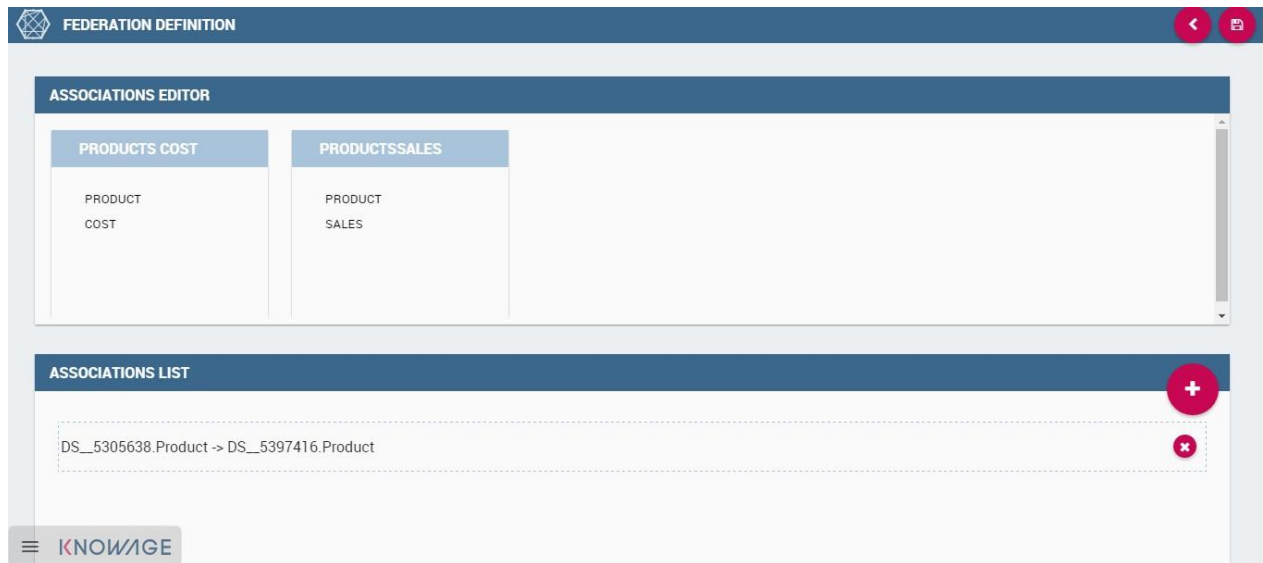 FEDERATION DEFINITION
ASSOCIATIONS EDITOR
PRODUCTS COST
PRODUCTSSALES
PRODUCT
PRODUCT
COST
SALES
ASSOCIATIONS LIST
DS__5305638.Product -> DS__5397416.Product
KNOWAGE